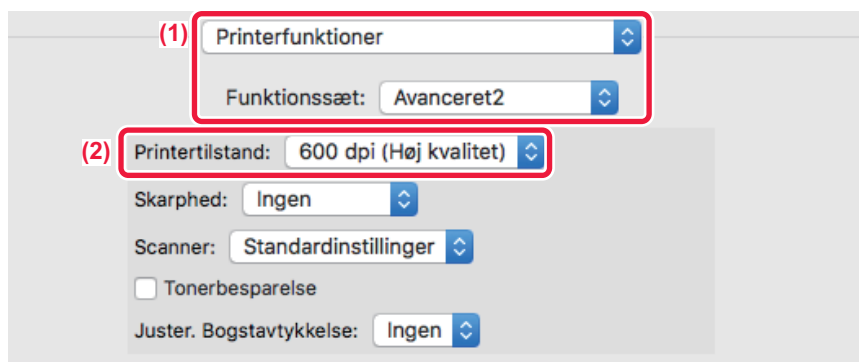 (1) Printerfunktioner
Funktionssæt: Avanceret2
(2) Printertilstand: 600 dpi (Høj kvalitet)
Skarphed: Ingen
Scanner: Standardinstillinger
Tonerbesparelse
Juster. Bogstavtykkelse: Ingen